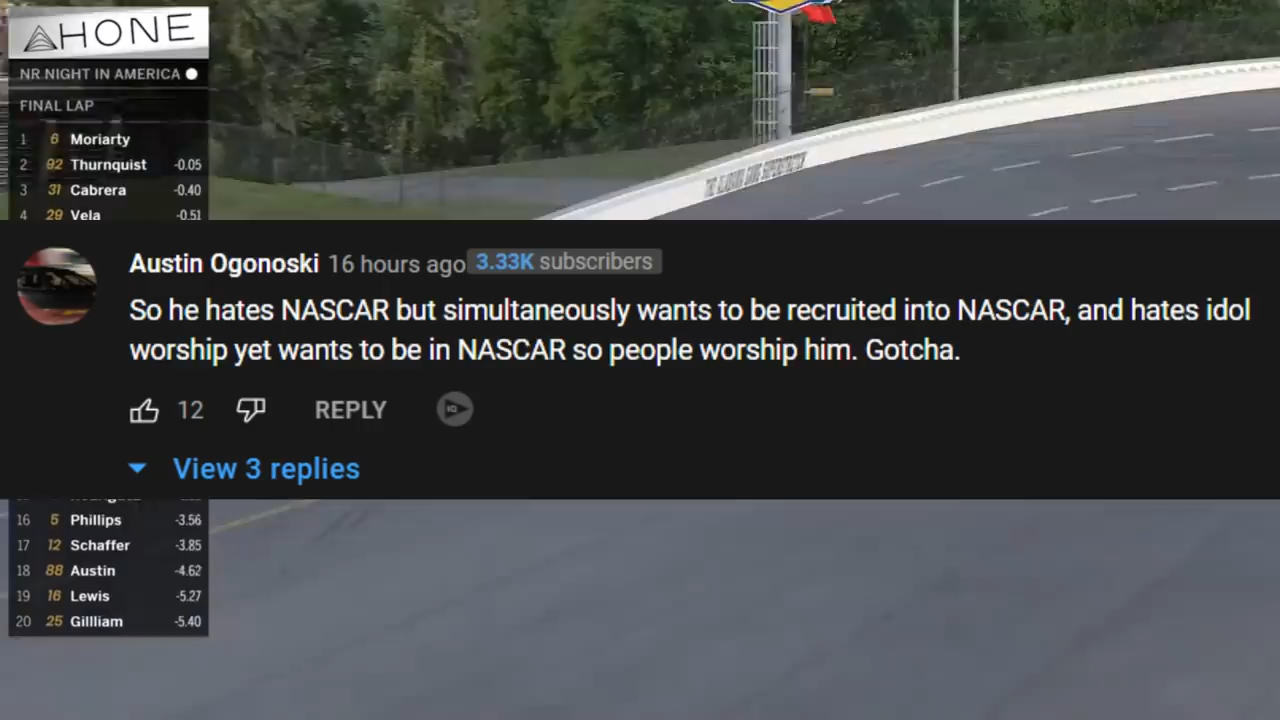 HONE
NR NIGHT IN AMERICA
FINAL LAP
1 6 Moriarty
2 92 Thurnquist -0.05
3 31 Cabrera -0.40
4 29 Vela -0.51
Austin Ogonoski 16 hours ago 3.33K subscribers
So he hates NASCAR but simultaneously wants to be recruited into NASCAR, and hates idol
worship yet wants to be in NASCAR so people worship him. Gotcha.
12 REPLY
View 3 replies
16 5 Phillips -3.56
17 12 Schaffer -3.85
18 88 Austin -4.62
19 16 Lewis -5.27
20 25 Gillliam -5.40